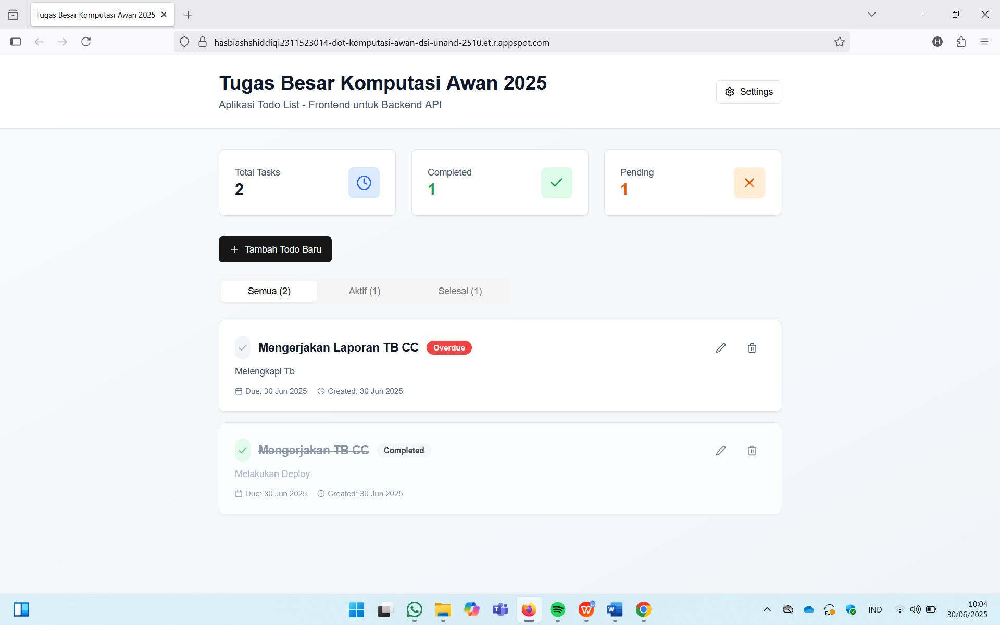 Tugas Besar Komputasi Awan 2025
hasbiashshiddiqi2311523014-dot-komputasi-awan-dsi-unand-2510.et.r.appspot.com
H
Tugas Besar Komputasi Awan 2025
Aplikasi Todo List - Frontend untuk Backend API
Settings
Total Tasks
2
Completed
1
Pending
1
Tambah Todo Baru
Semua (2)
Aktif (1)
Selesai (1)
Mengerjakan Laporan TB CC
Overdue
Melengkapi Tb
Due: 30 Jun 2025
Created: 30 Jun 2025
Mengerjakan TB CC
Completed
Melakukan Deploy
Due: 30 Jun 2025
Created: 30 Jun 2025
IND
10:04
30/06/2025